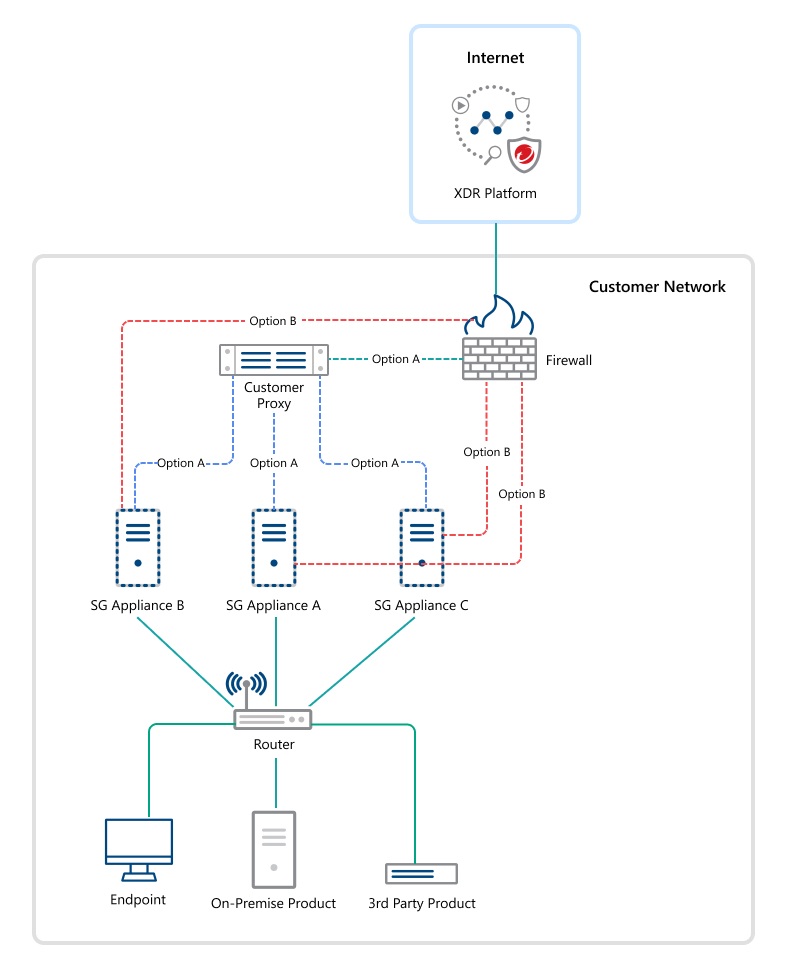 Internet
XDR Platform
Customer Network
Option B
Option A
Firewall
Customer
Proxy
Option B
Option A
Option A
Option A
Option B
SG Appliance B
SG Appliance A
SG Appliance C
Router
Endpoint
On-Premise Product
3rd Party Product